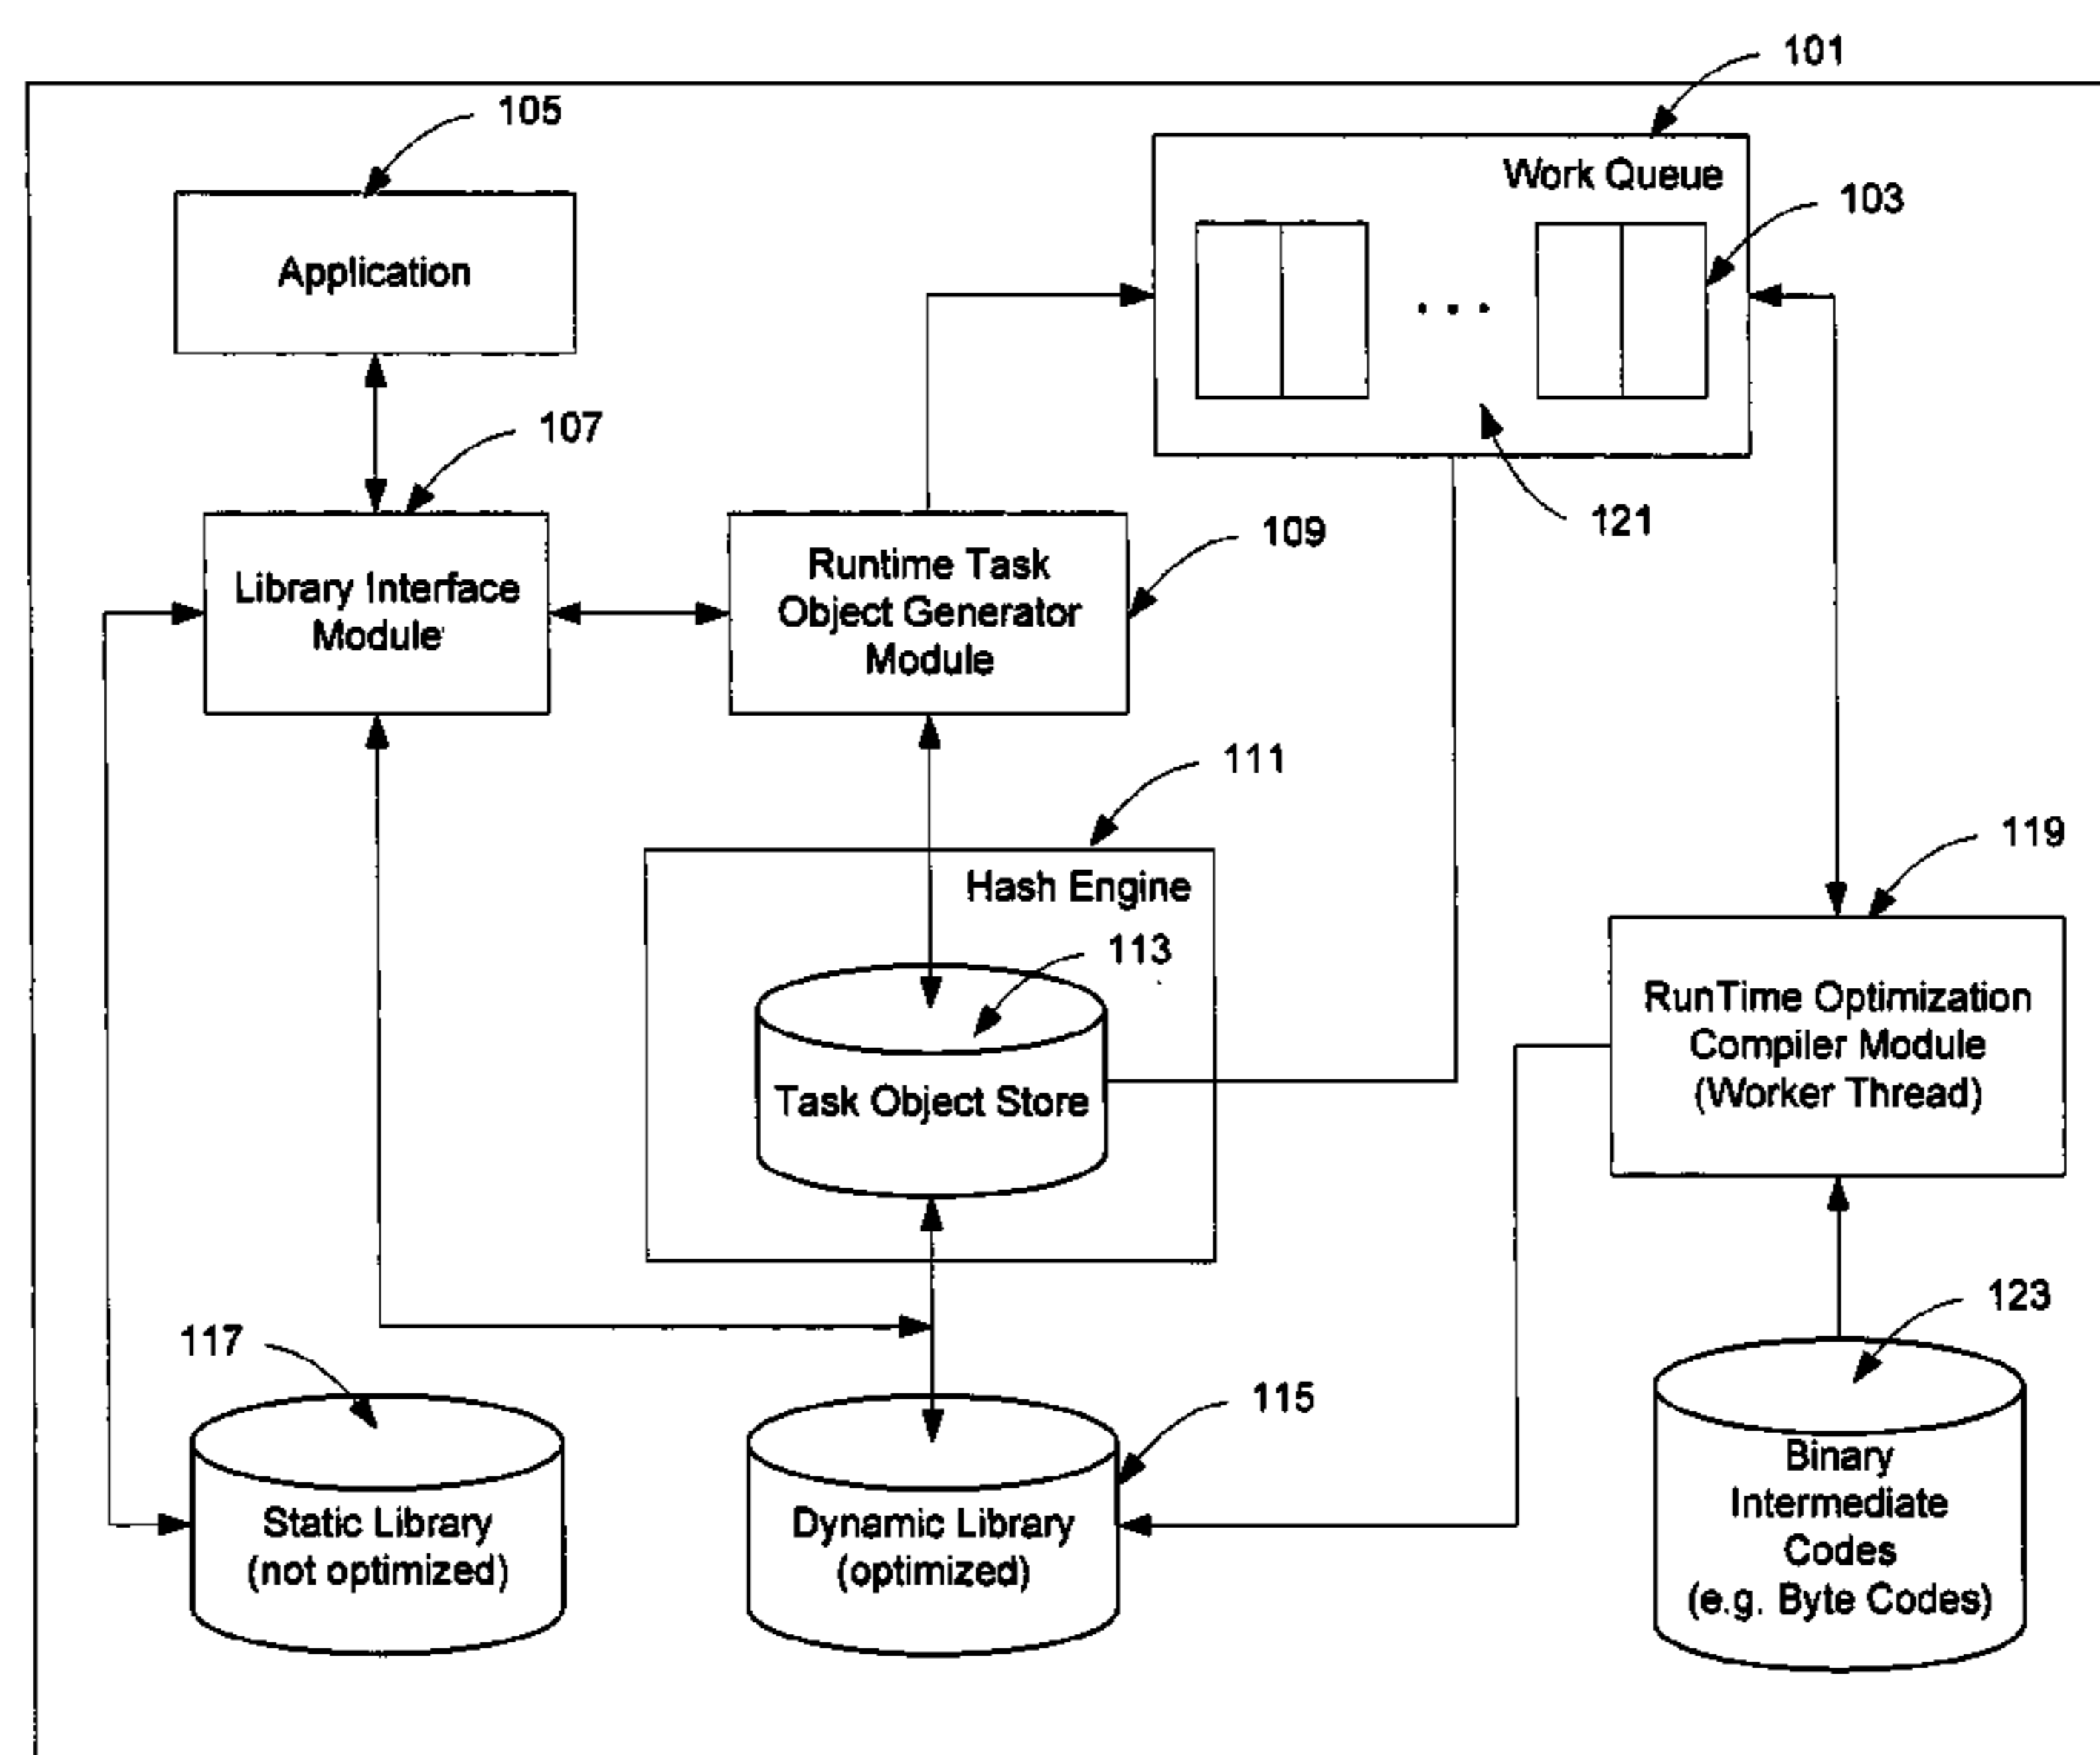 101
105
Work Queue
103
Application
. . .
107
121
109
Library Interface
Module
Runtime Task
Object Generator
Module
111
119
Hash Engine
113
RunTime Optimization
Compiler Module
(Worker Thread)
Task Object Store
123
117
115
Static Library
(not optimized)
Dynamic Library
(optimized)
Binary
Intermediate
Codes
(e.g. Byte Codes)